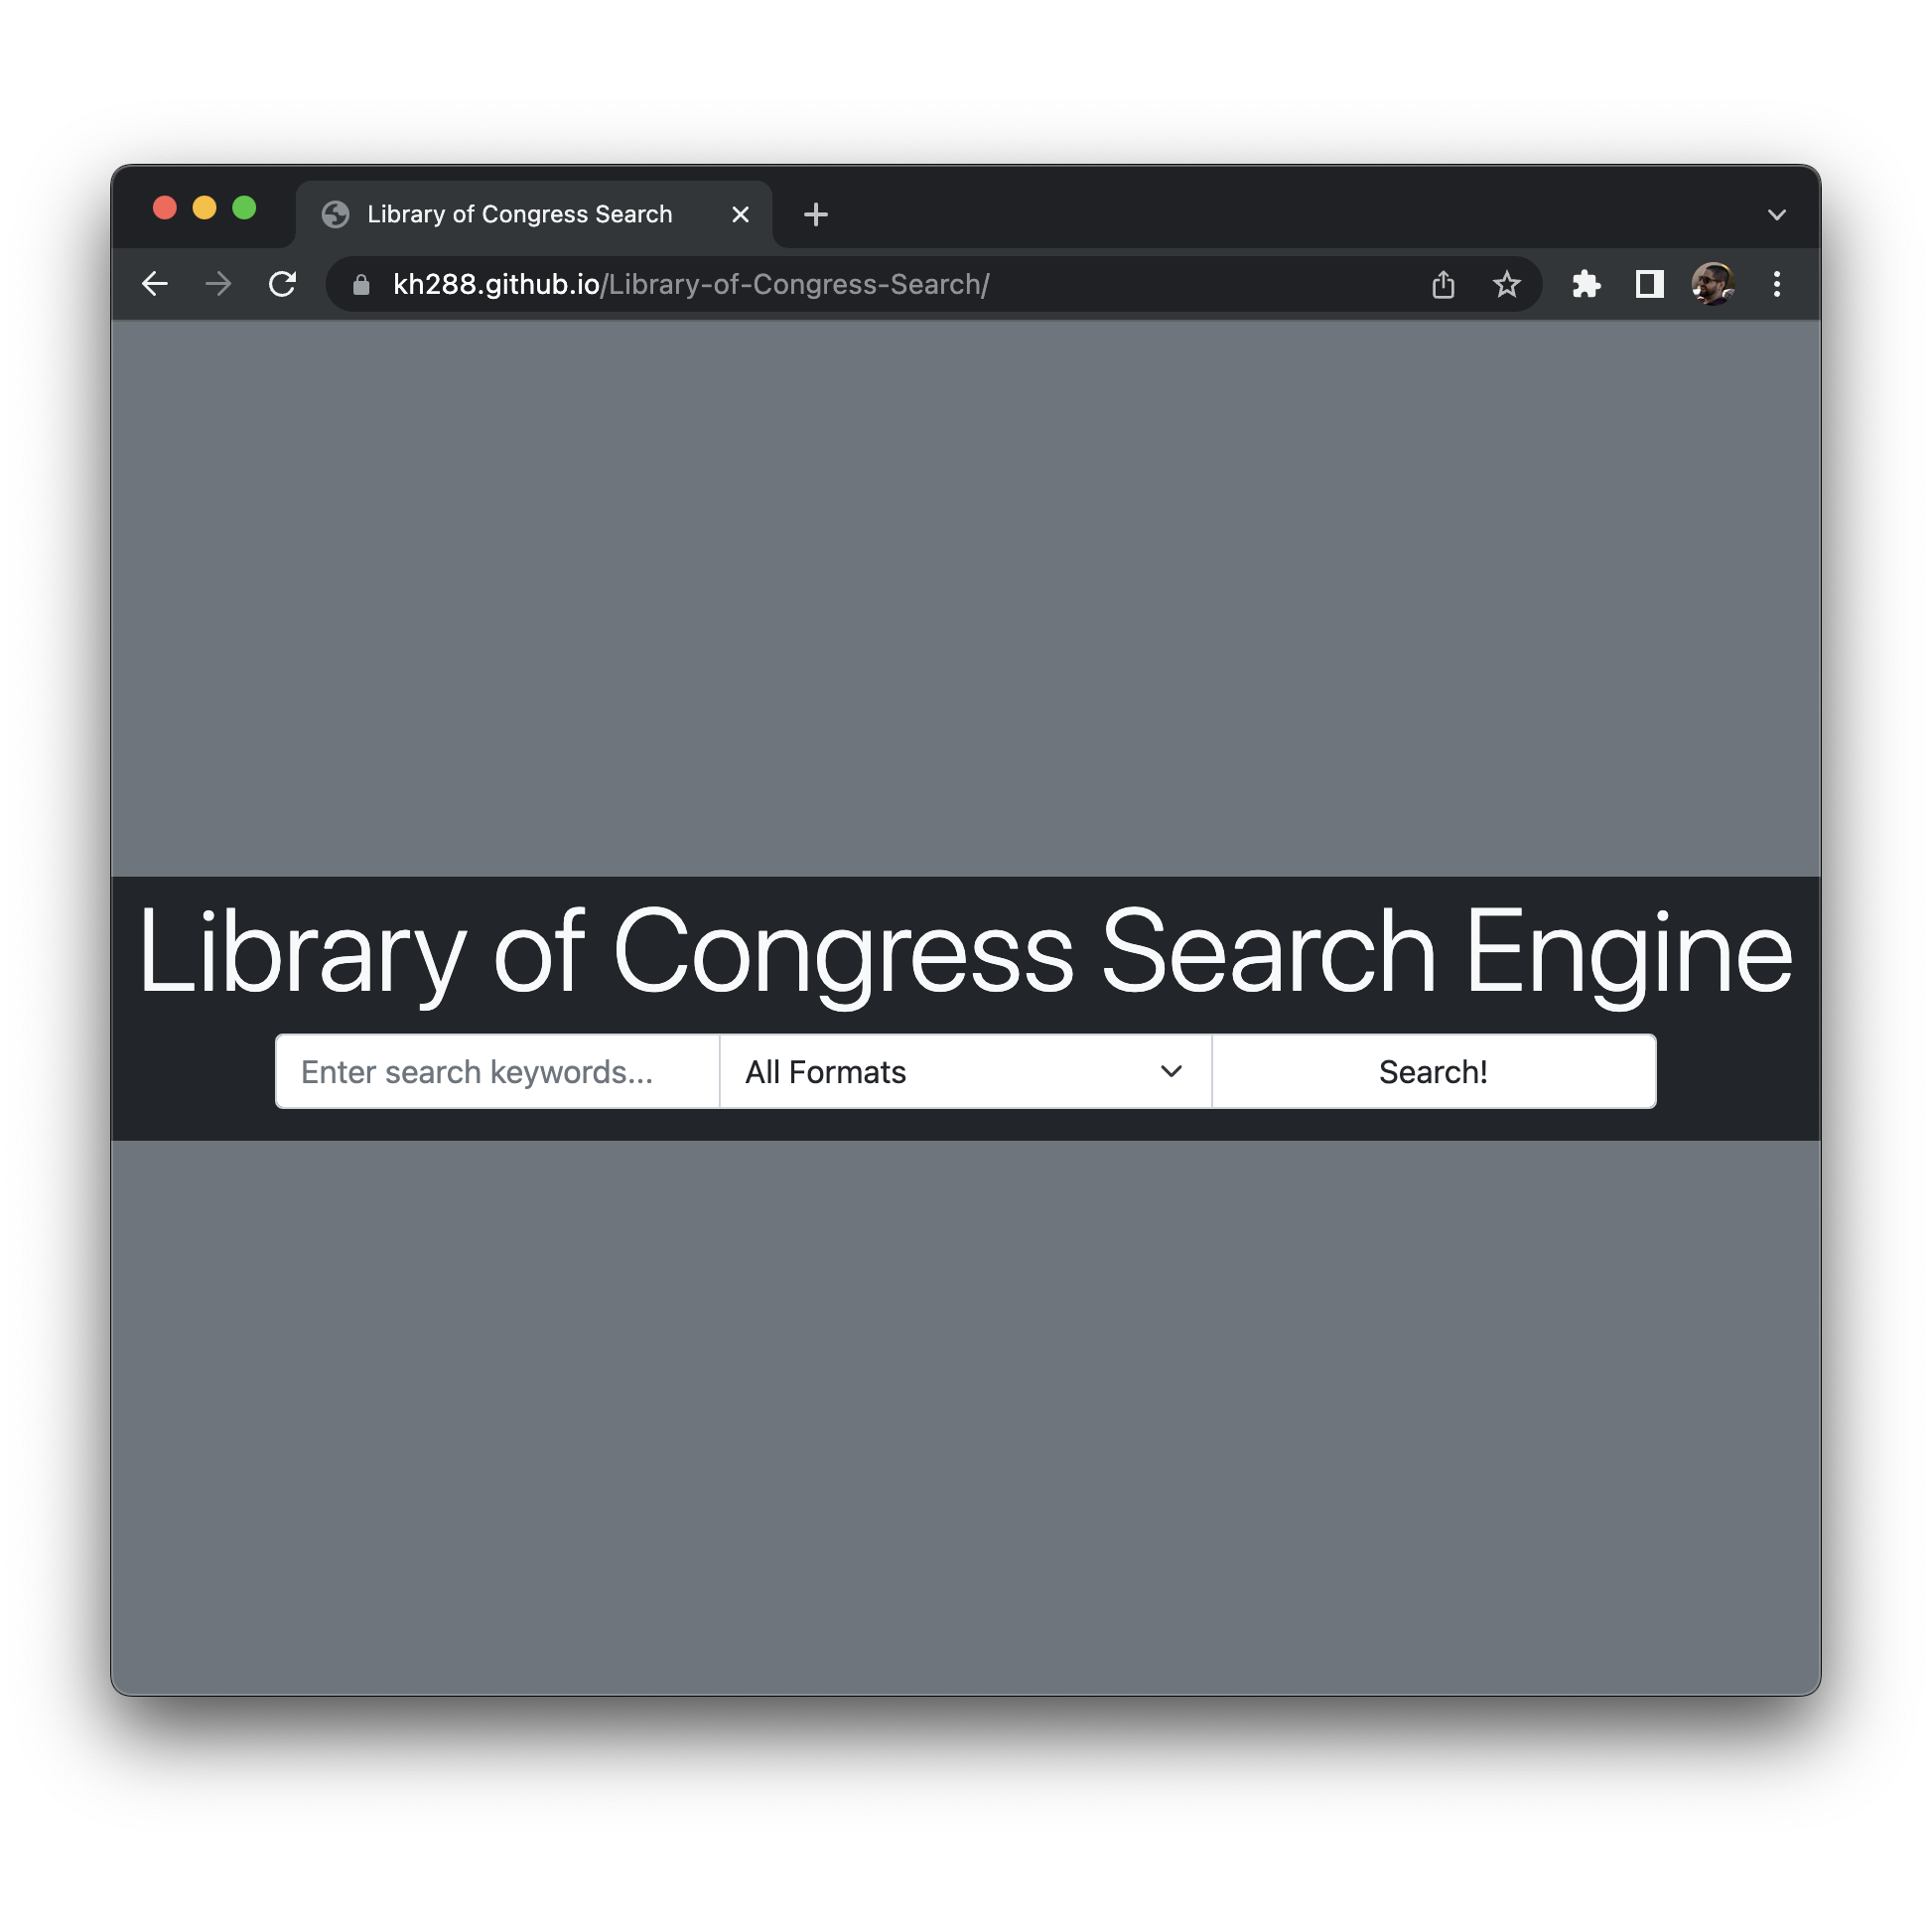 Library of Congress Search
kh288.github.io/Library-of-Congress-Search/
Library of Congress Search Engine
Enter search keywords...
All Formats
Search!